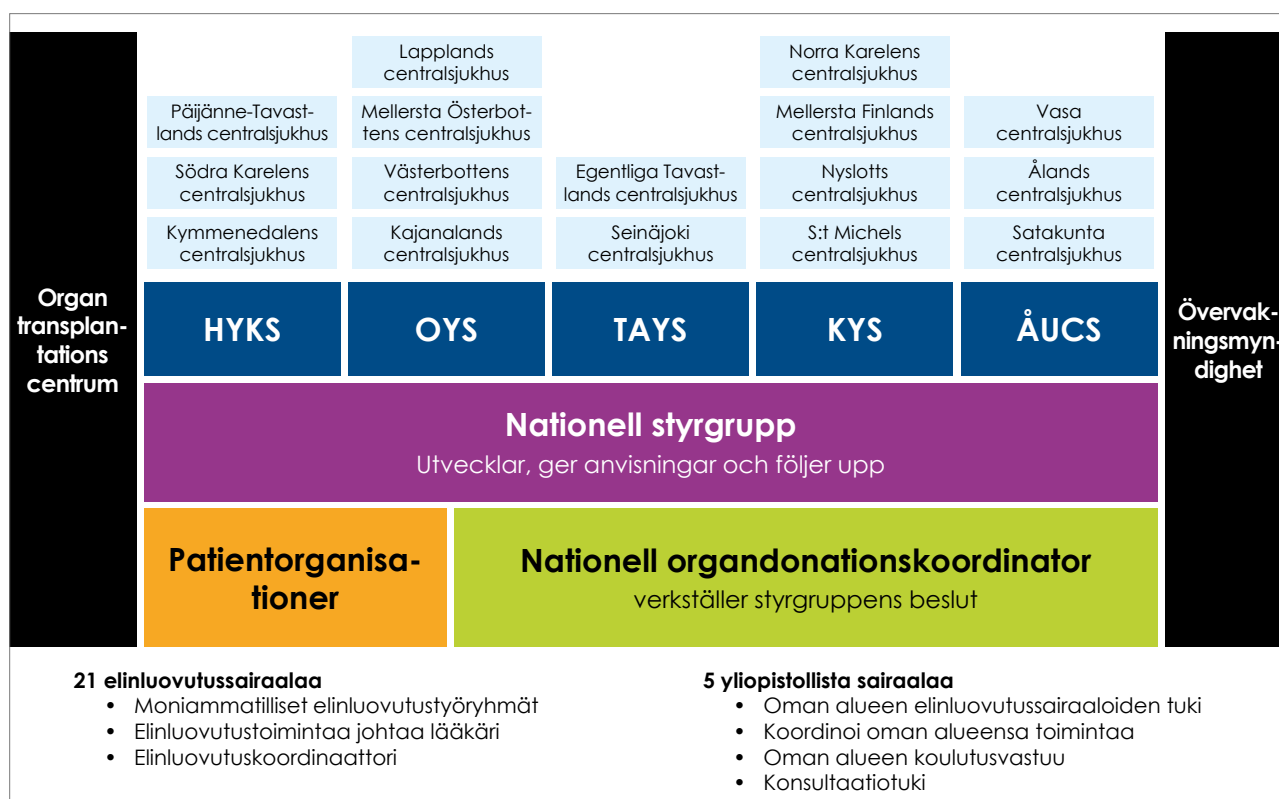 Organ
transplan-
tations
centrum
Lapplands
centralsjukhus
Norra Karelens
centralsjukhus
Päijänne-Tavast-
lands centralsjukhus
Mellersta Österbot-
tens centralsjukhus
Mellersta Finlands
centralsjukhus
Vasa
centralsjukhus
Södra Karelens
centralsjukhus
Västerbottens
centralsjukhus
Egentliga Tavast-
lands centralsjukhus
Nyslotts
centralsjukhus
Ålands
centralsjukhus
Kymmenedalens
centralsjukhus
Kajanalands
centralsjukhus
Seinäjoki
centralsjukhus
S:t Michels
centralsjukhus
Satakunta
centralsjukhus
HYKS
OYS
TAYS
KYS
ÅUCS
Övervak-
ningsmyn-
dighet
Nationell styrgrupp
Utvecklar, ger anvisningar och följer upp
Patientorganisa-
tioner
Nationell organdonationskoordinator
verkställer styrgruppens beslut
21 elinluovutussairaalaa
• Moniammatilliset elinluovutustyöryhmät
• Elinluovutustoimintaa johtaa lääkäri
• Elinluovutuskoordinaattori
5 yliopistollista sairaalaa
• Oman alueen elinluovutussairaaloiden tuki
• Koordinoi oman alueensa toimintaa
• Oman alueen koulutusvastuu
• Konsultaatiotuki